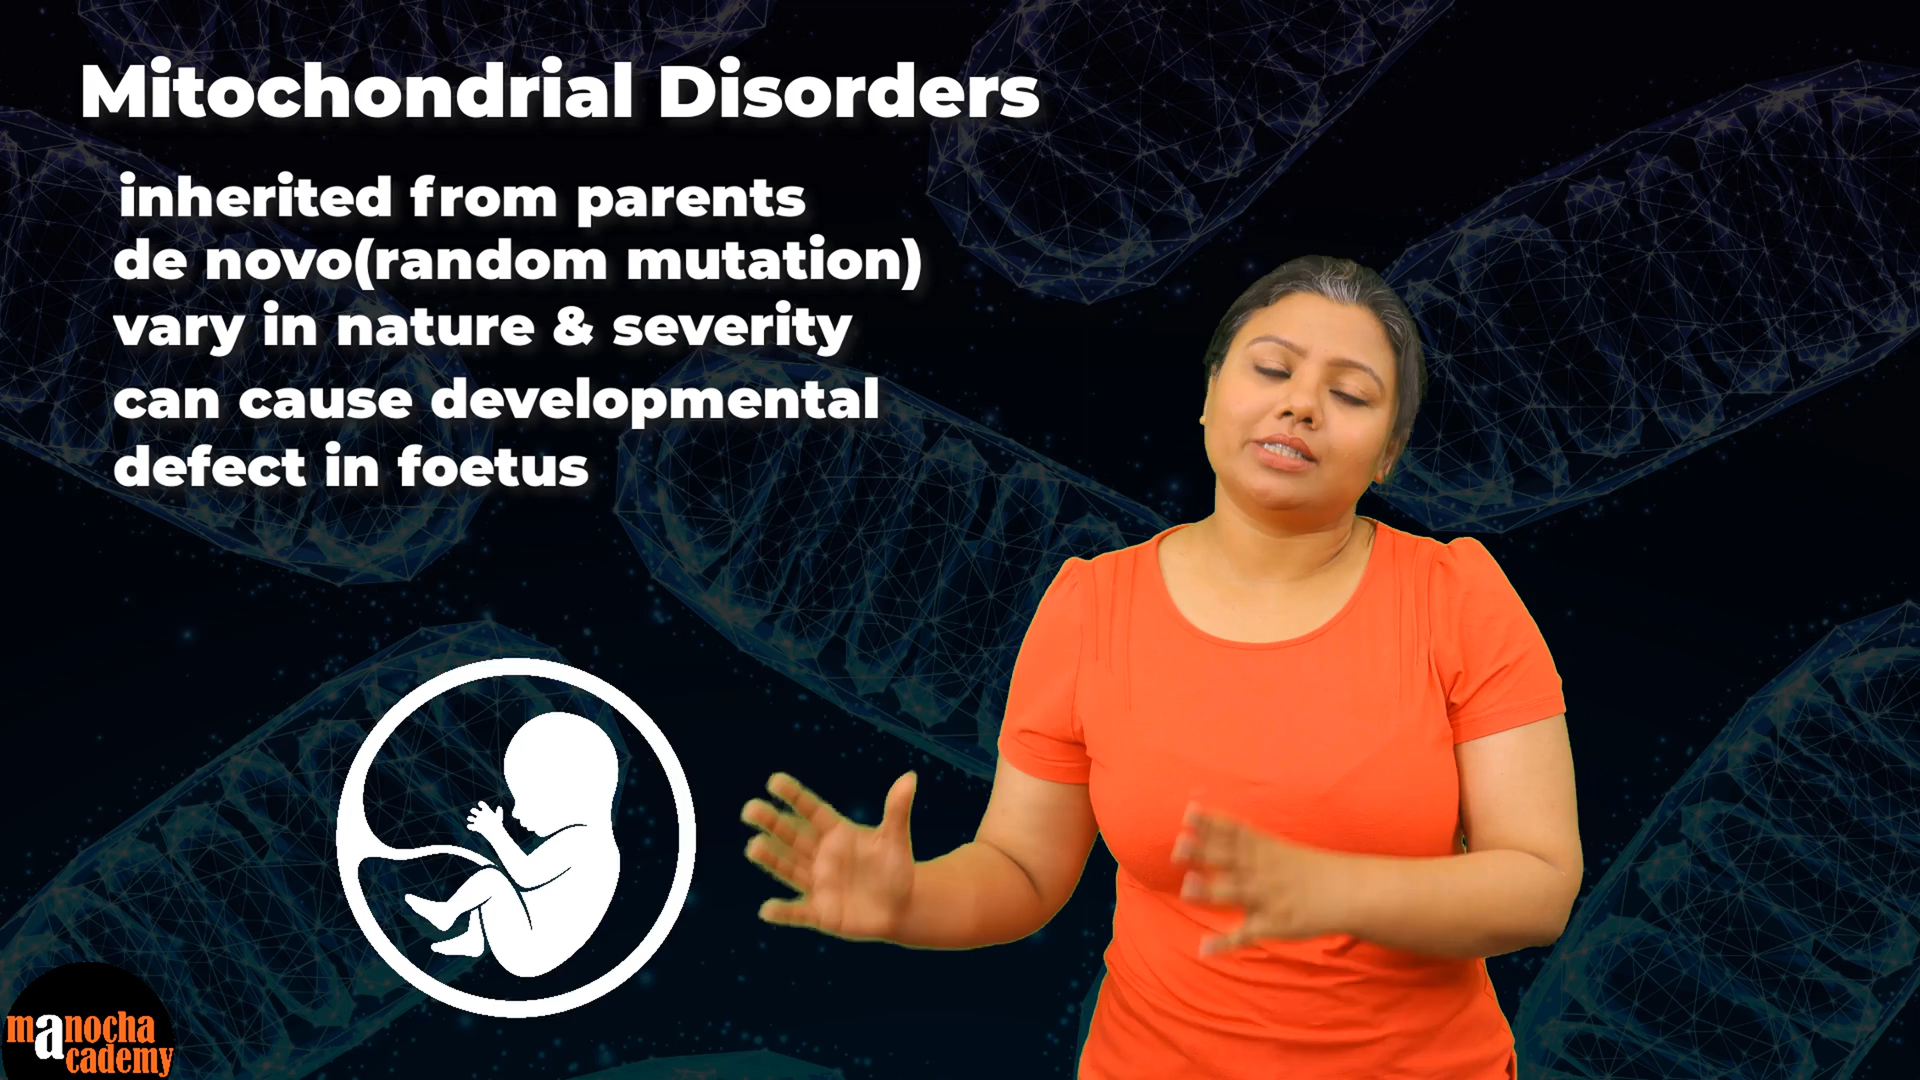 Mitochondrial Disorders
inherited from parents
de novo(random mutation)
vary in nature & severity
can cause developmental
defect in foetus
manocha
academy